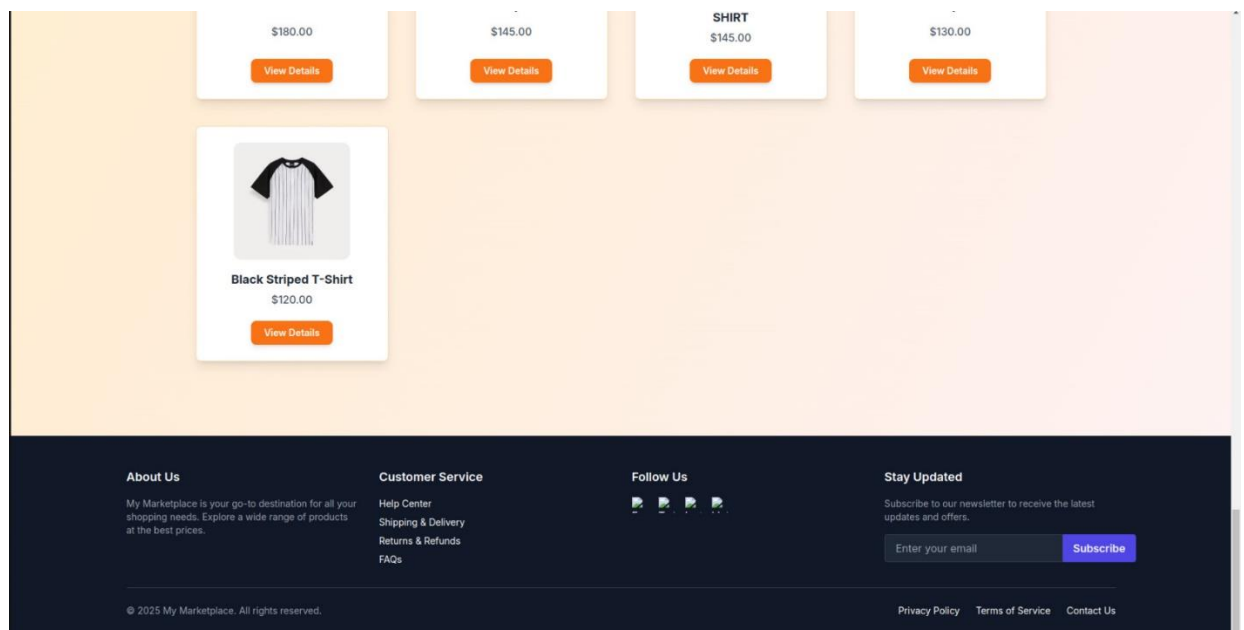 SHIRT
$180.00
$145.00
$145.00
$130.00
View Details
View Details
View Details
View Details
Black Striped T-Shirt
$120.00
View Details
About Us
My Marketplace is your go-to destination for all your
shopping needs. Explore a wide range of products
at the best prices.
Customer Service
Help Center
Shipping & Delivery
Returns & Refunds
FAQs
Follow Us
Stay Updated
Subscribe to our newsletter to receive the latest
updates and offers.
Enter your email
Subscribe
© 2025 My Marketplace. All rights reserved.
Privacy Policy
Terms of Service
Contact Us